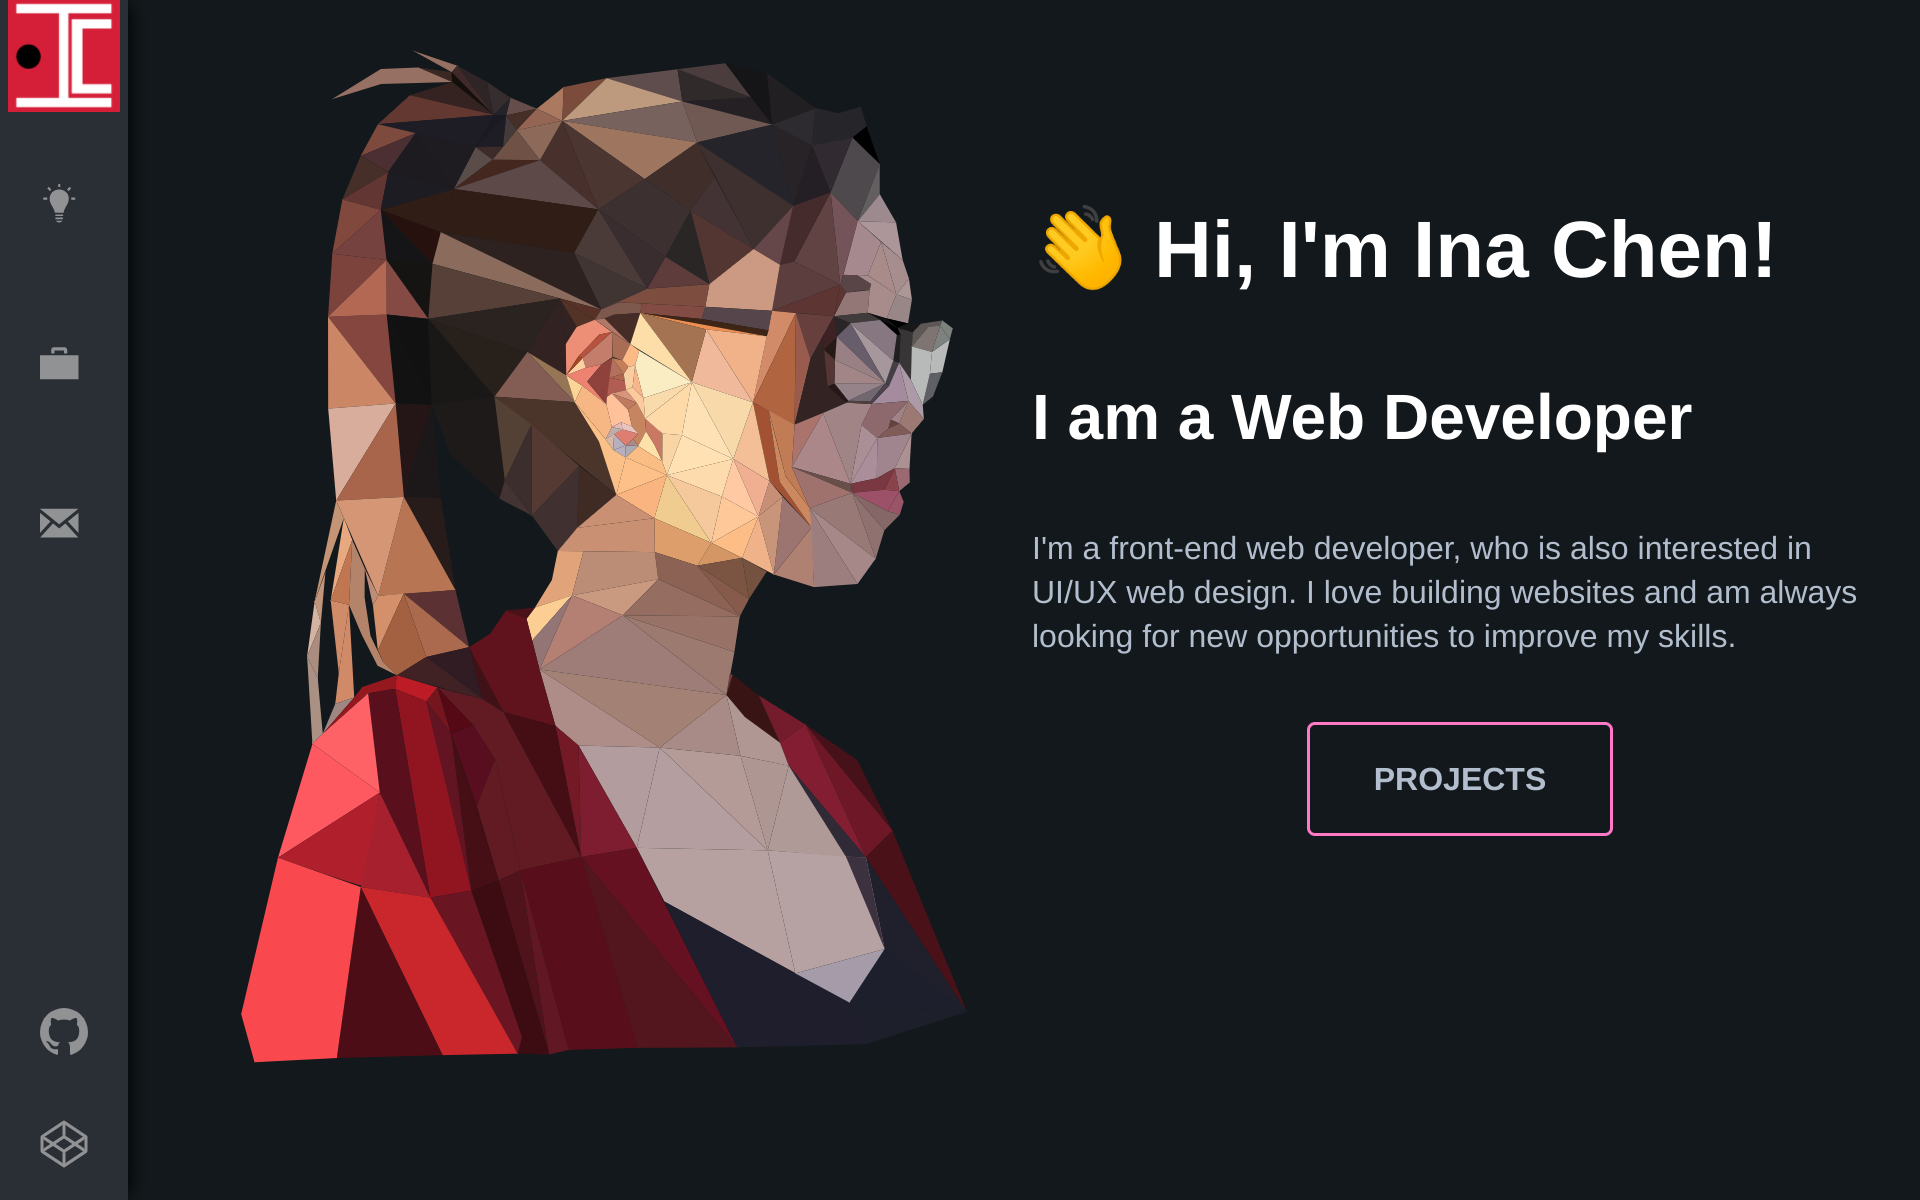 IC
👋 Hi, I'm Ina Chen!
I am a Web Developer
I'm a front-end web developer, who is also interested in
UI/UX web design. I love building websites and am always
looking for new opportunities to improve my skills.
PROJECTS